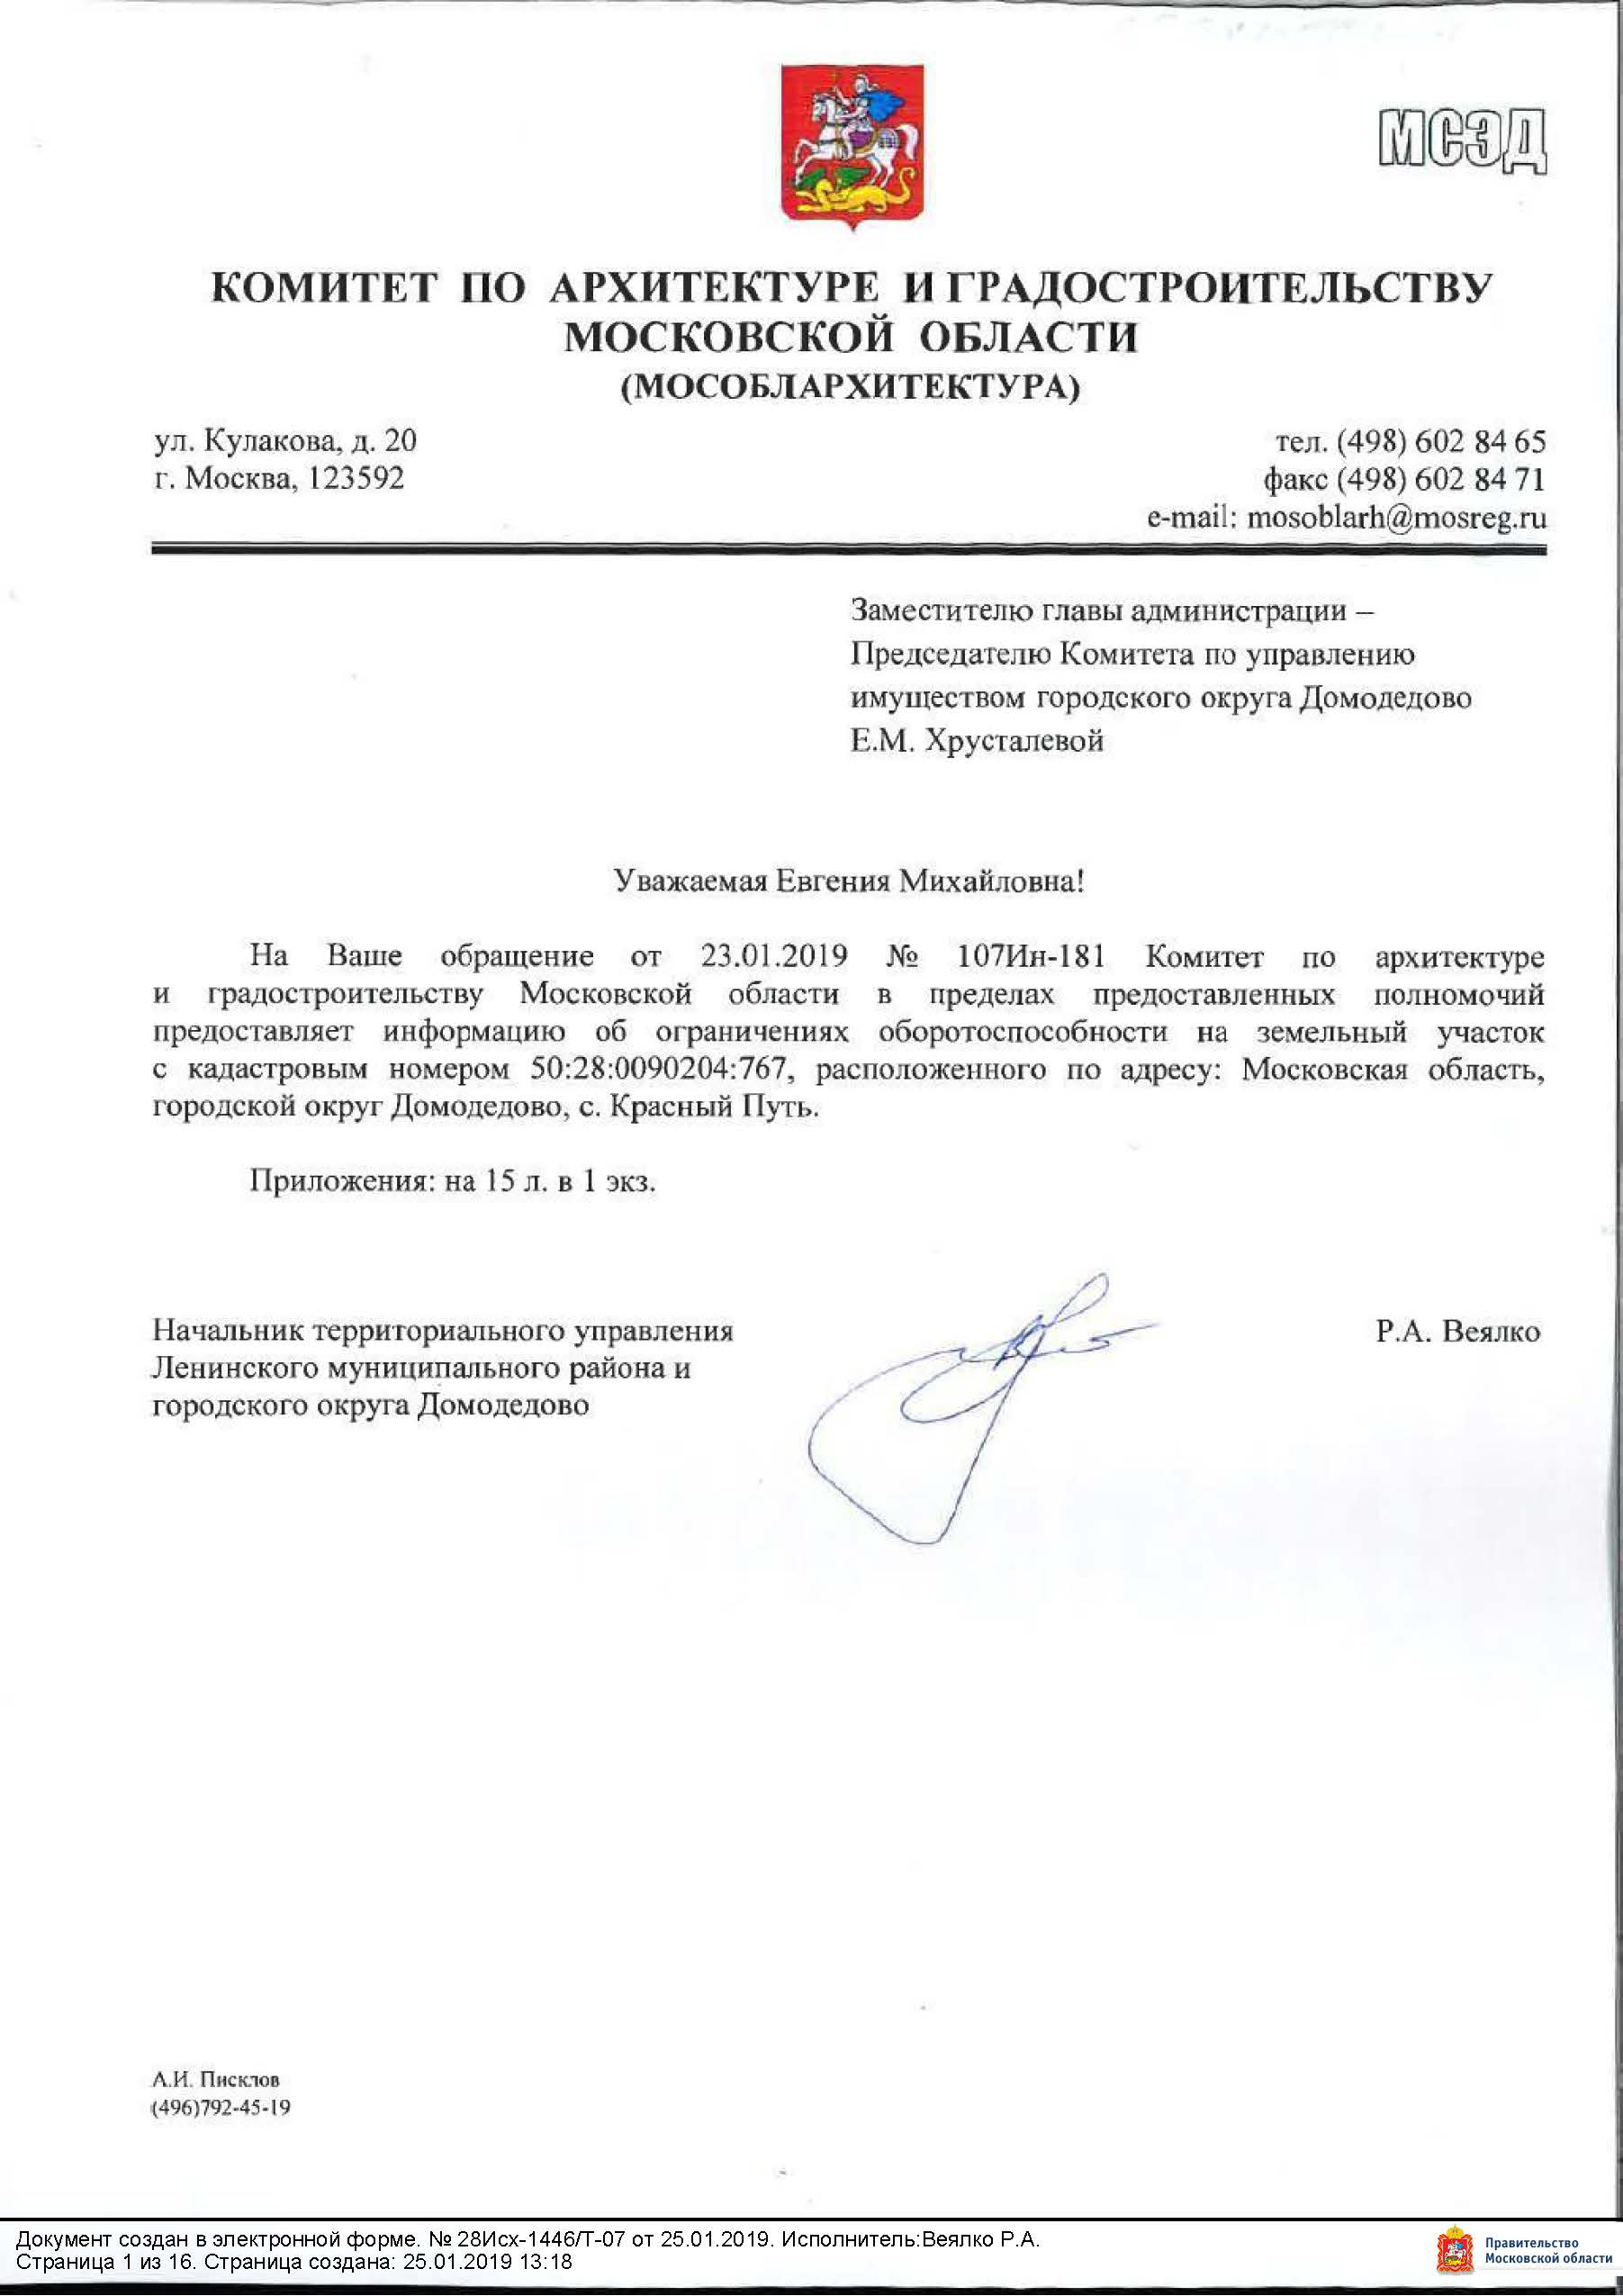 МСЭД
КОМИТЕТ ПО АРХИТЕКТУРЕ И ГРАДОСТРОИТЕЛЬСТВУ
МОСКОВСКОЙ ОБЛАСТИ
(МОСОБЛАРХИТЕКТУРА)
ул. Кулакова, д. 20
г. Москва, 123592
тел. (498) 602 84 65
факс (498) 602 84 71
e-mail: mosoblarh@mosreg.ru
Заместителю главы администрации –
Председателю Комитета по управлению
имуществом городского округа Домодедово
Е.М. Хрусталевой
Уважаемая Евгения Михайловна!
На Ваше обращение от 23.01.2019 № 107Ин-181 Комитет по архитектуре
и градостроительству Московской области в пределах предоставленных полномочий
предоставляет информацию об ограничениях оборотоспособности на земельный участок
с кадастровым номером 50:28:0090204:767, расположенного по адресу: Московская область,
городской округ Домодедово, с. Красный Путь.
Приложения: на 15 л. в 1 экз.
Начальник территориального управления
Ленинского муниципального района и
городского округа Домодедово
Р.А. Веялко
А.И. Писклов
(496)792-45-19
Документ создан в электронной форме. № 28Исх-1446/Т-07 от 25.01.2019. Исполнитель:Веялко Р.А.
Страница 1 из 16. Страница создана: 25.01.2019 13:18
Правительство
Московской области